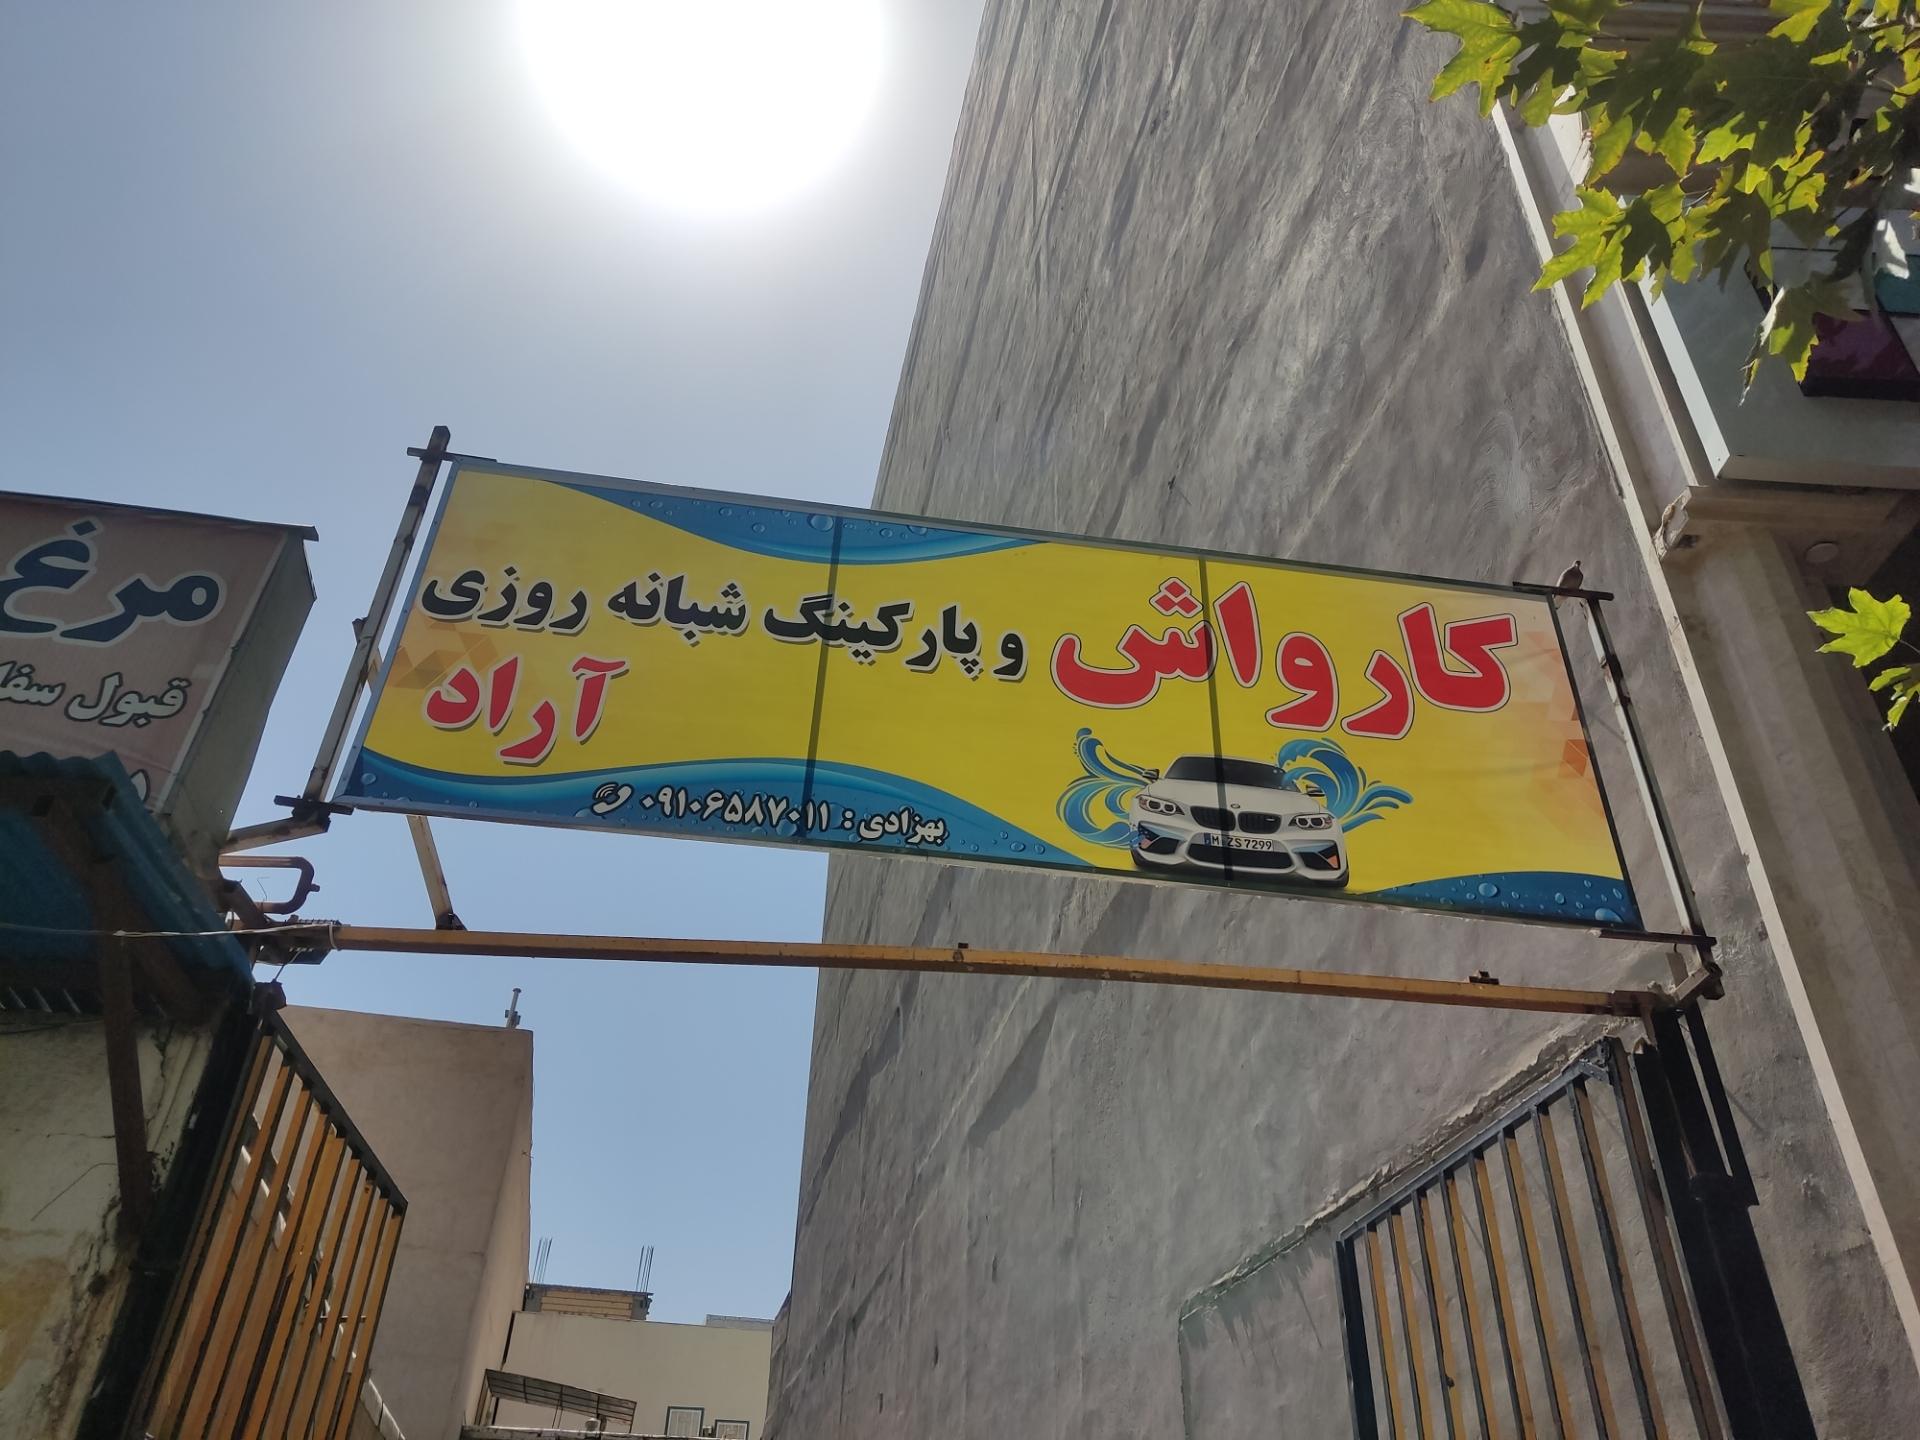 کارواش و پارکینگ شبانه روزی
آراد
بهزادی : ۰۹۱۰۶۵۸۷۰۱۱
M ZS 7299
مرغ
قبول